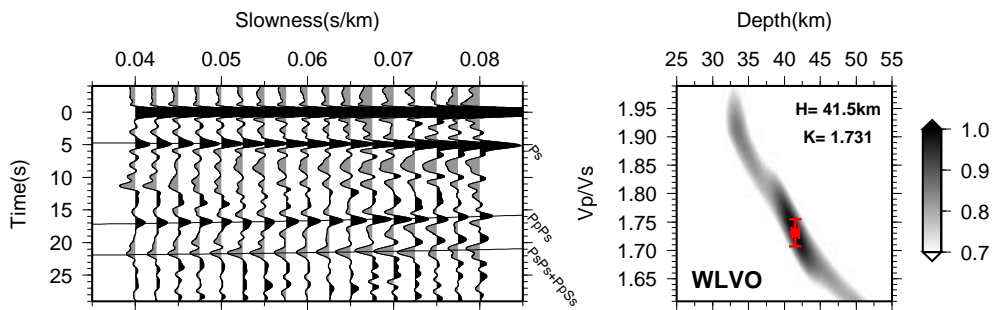 Slowness(s/km)
0.04 0.05 0.06 0.07 0.08
0
5
10
15
20
25
Time(s)
Ps
PpPs
PsPs+PpSs
Depth(km)
25 30 35 40 45 50 55
1.95
1.90
1.85
1.80
1.75
1.70
1.65
Vp/Vs
H= 41.5km
K= 1.731
WLVO
1.0
0.9
0.8
0.7